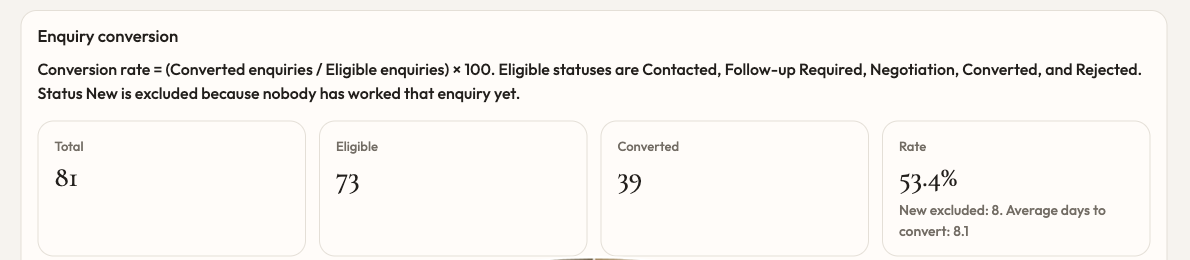 Enquiry conversion
Conversion rate = (Converted enquiries / Eligible enquiries) × 100. Eligible statuses are Contacted, Follow-up Required, Negotiation, Converted, and Rejected.
Status New is excluded because nobody has worked that enquiry yet.
Total
81
Eligible
73
Converted
39
Rate
53.4%
New excluded: 8. Average days to
convert: 8.1